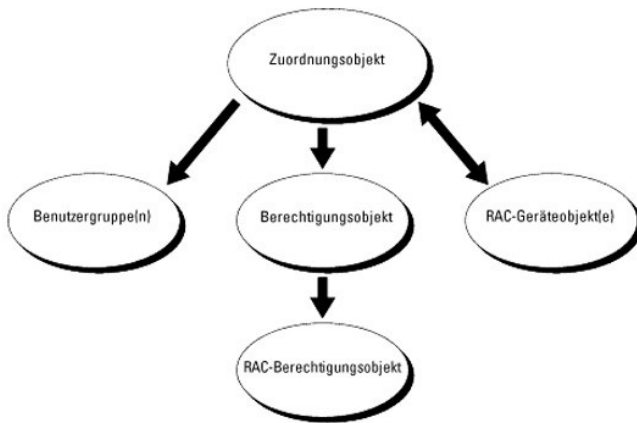 Zuordnungsobjekt
Benutzergruppe(n)
Berechtigungsobjekt
RAC-Geräteobjekt(e)
RAC-Berechtigungsobjekt